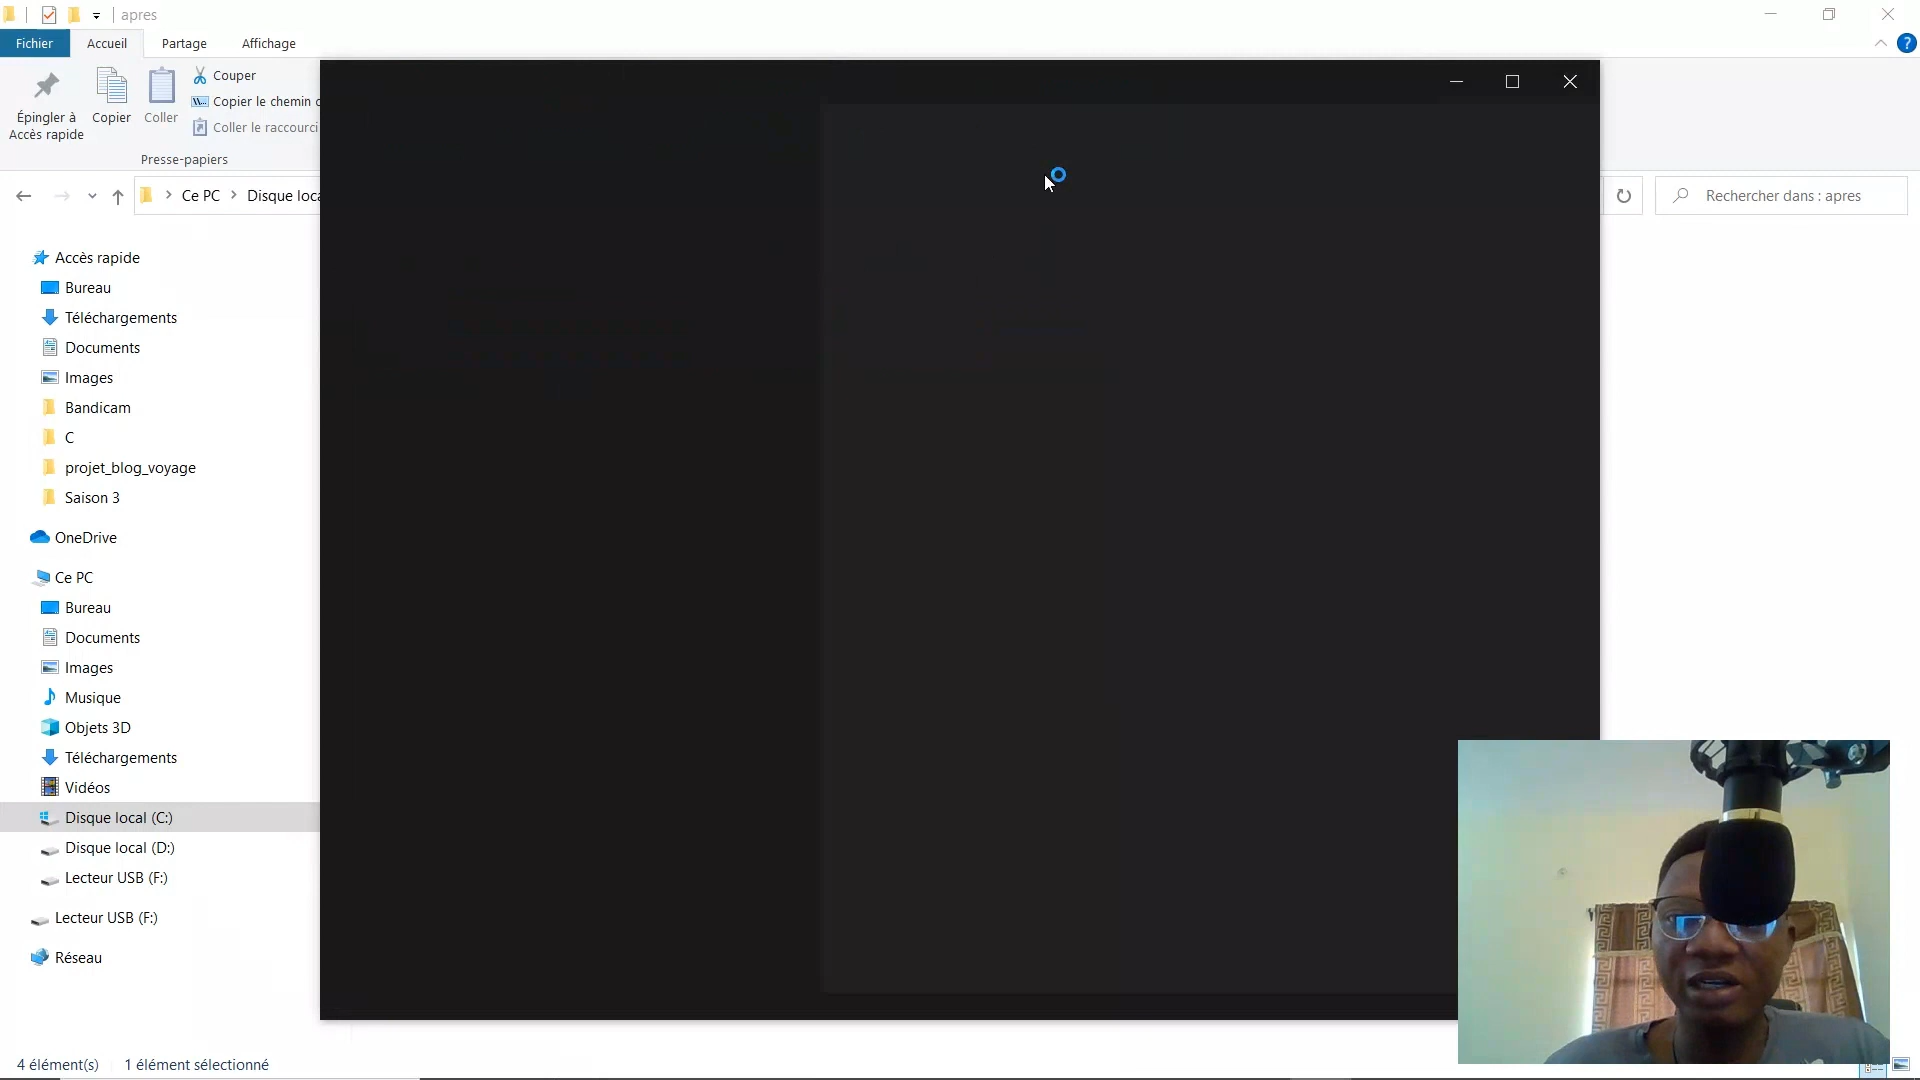 apres
Fichier
Accueil
Partage
Affichage
Épingler à
Accès rapide
Copier
Coller
Couper
Copier le chemin
Coller le raccourci
Presse-papiers
Ce PC
Disque loca
Rechercher dans : apres
Accès rapide
Bureau
Téléchargements
Documents
Images
Bandicam
C
projet_blog_voyage
Saison 3
OneDrive
Ce PC
Bureau
Documents
Images
Musique
Objets 3D
Téléchargements
Vidéos
Disque local (C:)
Disque local (D:)
Lecteur USB (F:)
Lecteur USB (F:)
Réseau
4 élément(s) 1 élément sélectionné